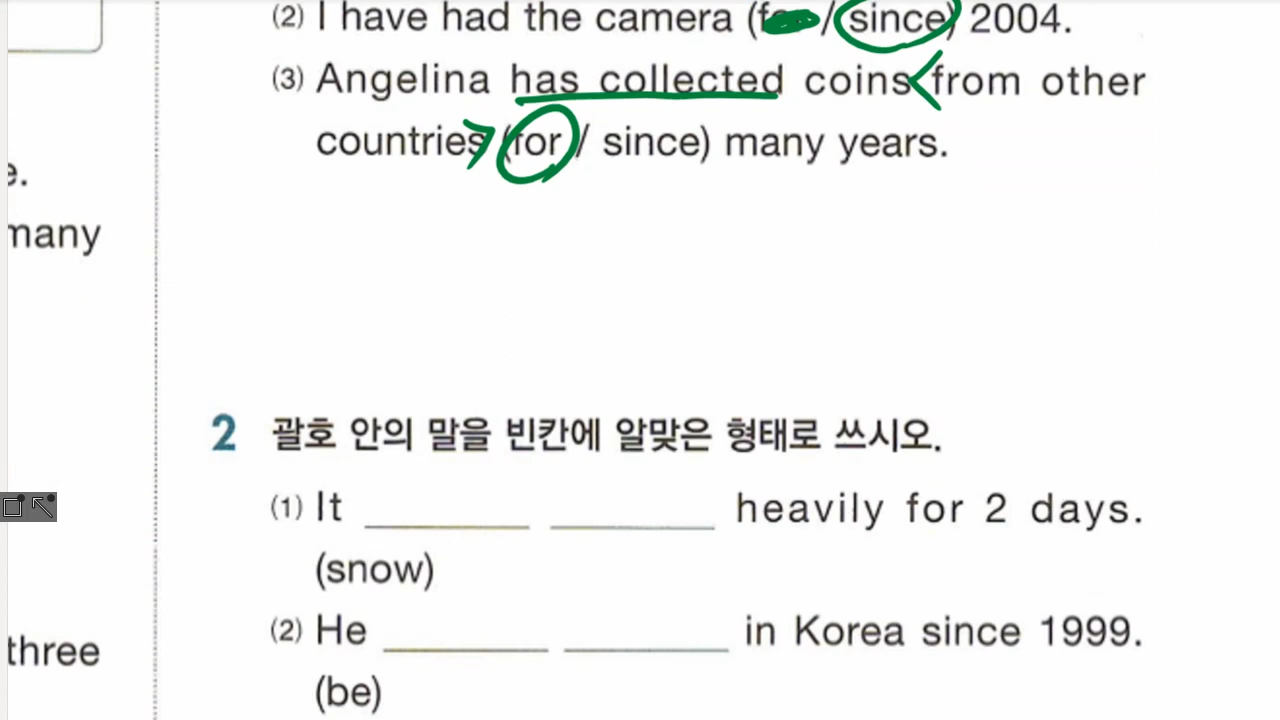 (2) I have had the camera (for / since) 2004.
(3) Angelina has collected coins from other
countries (for / since) many years.
e.
many
2 괄호 안의 말을 빈칸에 알맞은 형태로 쓰시오.
(1) It ________ ________ heavily for 2 days.
(snow)
(2) He ________ ________ in Korea since 1999.
three
(be)